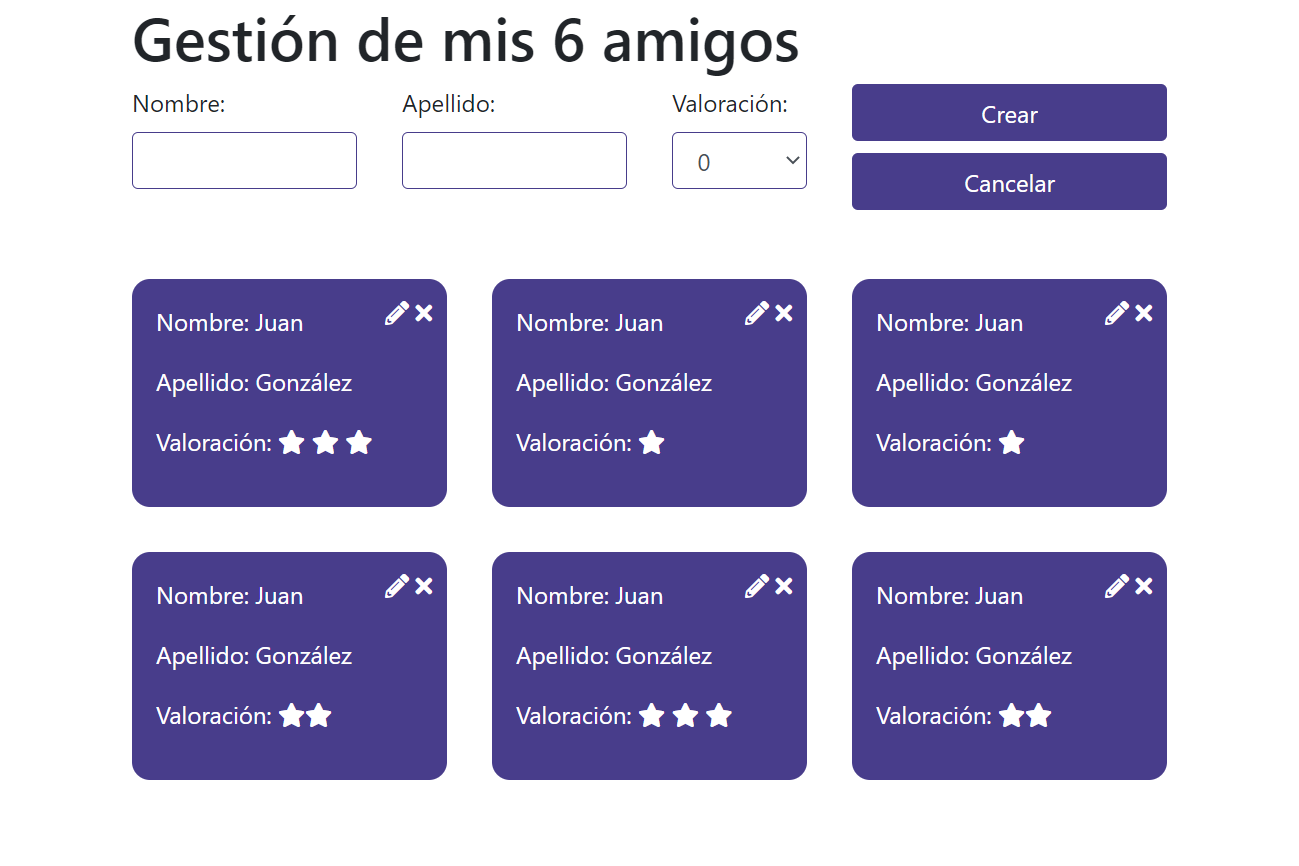 Gestión de mis 6 amigos
Nombre: Apellido: Valoración: Crear
0
Cancelar
Nombre: Juan
Apellido: González
Valoración:
Nombre: Juan
Apellido: González
Valoración:
Nombre: Juan
Apellido: González
Valoración:
Nombre: Juan
Apellido: González
Valoración:
Nombre: Juan
Apellido: González
Valoración:
Nombre: Juan
Apellido: González
Valoración: